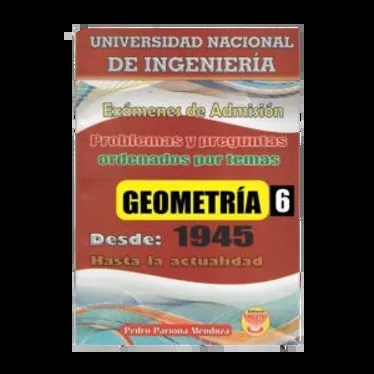 UNIVERSIDAD NACIONAL
DE INGENIERÍA
Exámenes de Admisión
Problemas y preguntas
ordenados por temas
GEOMETRÍA 6
Desde: 1945
Hasta la actualidad
Pedro Pariona Mendoza